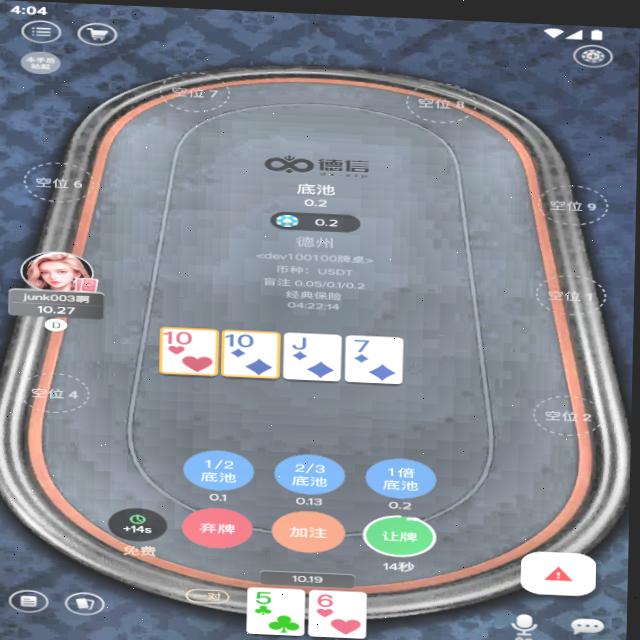 4:04
本手后
站起
空位 7
空位 8
空位 6
空位 9
德信
底池
0.2
0.2
德州
<dev100100牌桌>
币种: USDT
盲注 0.05/0.1/0.2
经典保险
04:22:14
junk003啊
10.27
D
空位 1
10
10
J
7
空位 4
空位 2
1/2
底池
2/3
底池
1倍
底池
0.1
0.13
0.2
+14s
免费
弃牌
加注
让牌
14秒
10.19
一对
5
6